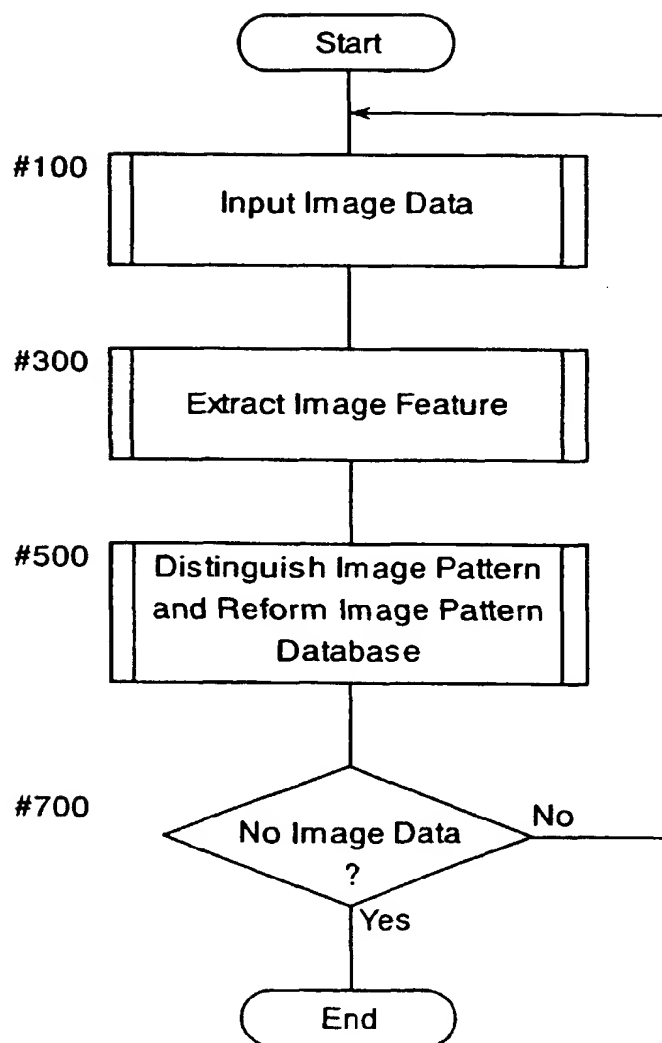 Start
#100
Input Image Data
#300
Extract Image Feature
#500
Distinguish Image Pattern
and Reform Image Pattern
Database
#700
No Image Data
?
No
Yes
End